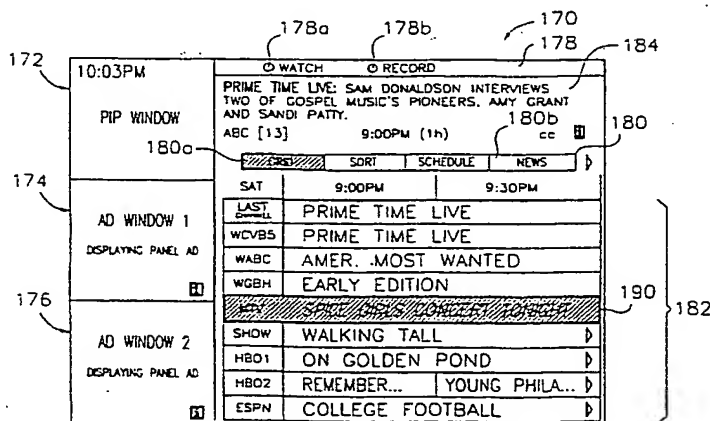 178a 178b 170
178
184
172
10:03PM
PIP WINDOW
WATCH RECORD
PRIME TIME LIVE: SAM DONALDSON INTERVIEWS
TWO OF GOSPEL MUSIC'S PIONEERS, AMY GRANT
AND SANDI PATTY.
ABC [13] 9:00PM (1h) cc
180b
180
180a
SORT SCHEDULE NEWS
174
AD WINDOW 1
DISPLAYING PANEL AD
176
AD WINDOW 2
DISPLAYING PANEL AD
SAT 9:00PM 9:30PM
LAST
PRIME TIME LIVE
WCVB5 PRIME TIME LIVE
WABC AMER. MOST WANTED
WGBH EARLY EDITION
SPICE GIRLS CONCERT TONIGHT
190
182
SHOW WALKING TALL
HBO1 ON GOLDEN POND
HBO2 REMEMBER... YOUNG PHILA...
ESPN COLLEGE FOOTBALL